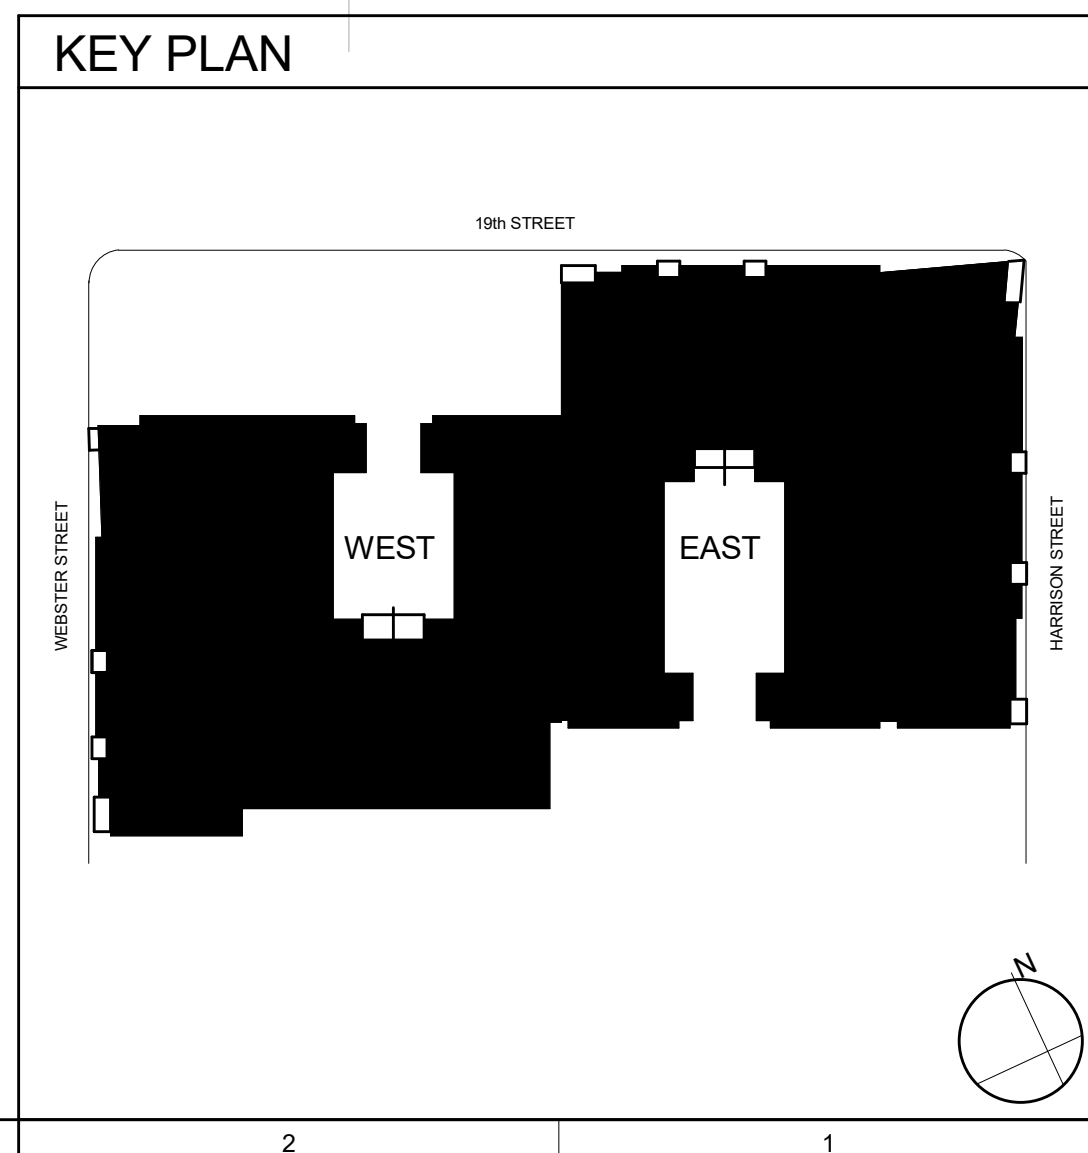 KEY PLAN
19th STREET
WEBSTER STREET
WEST
EAST
HARRISON STREET
N
2
1